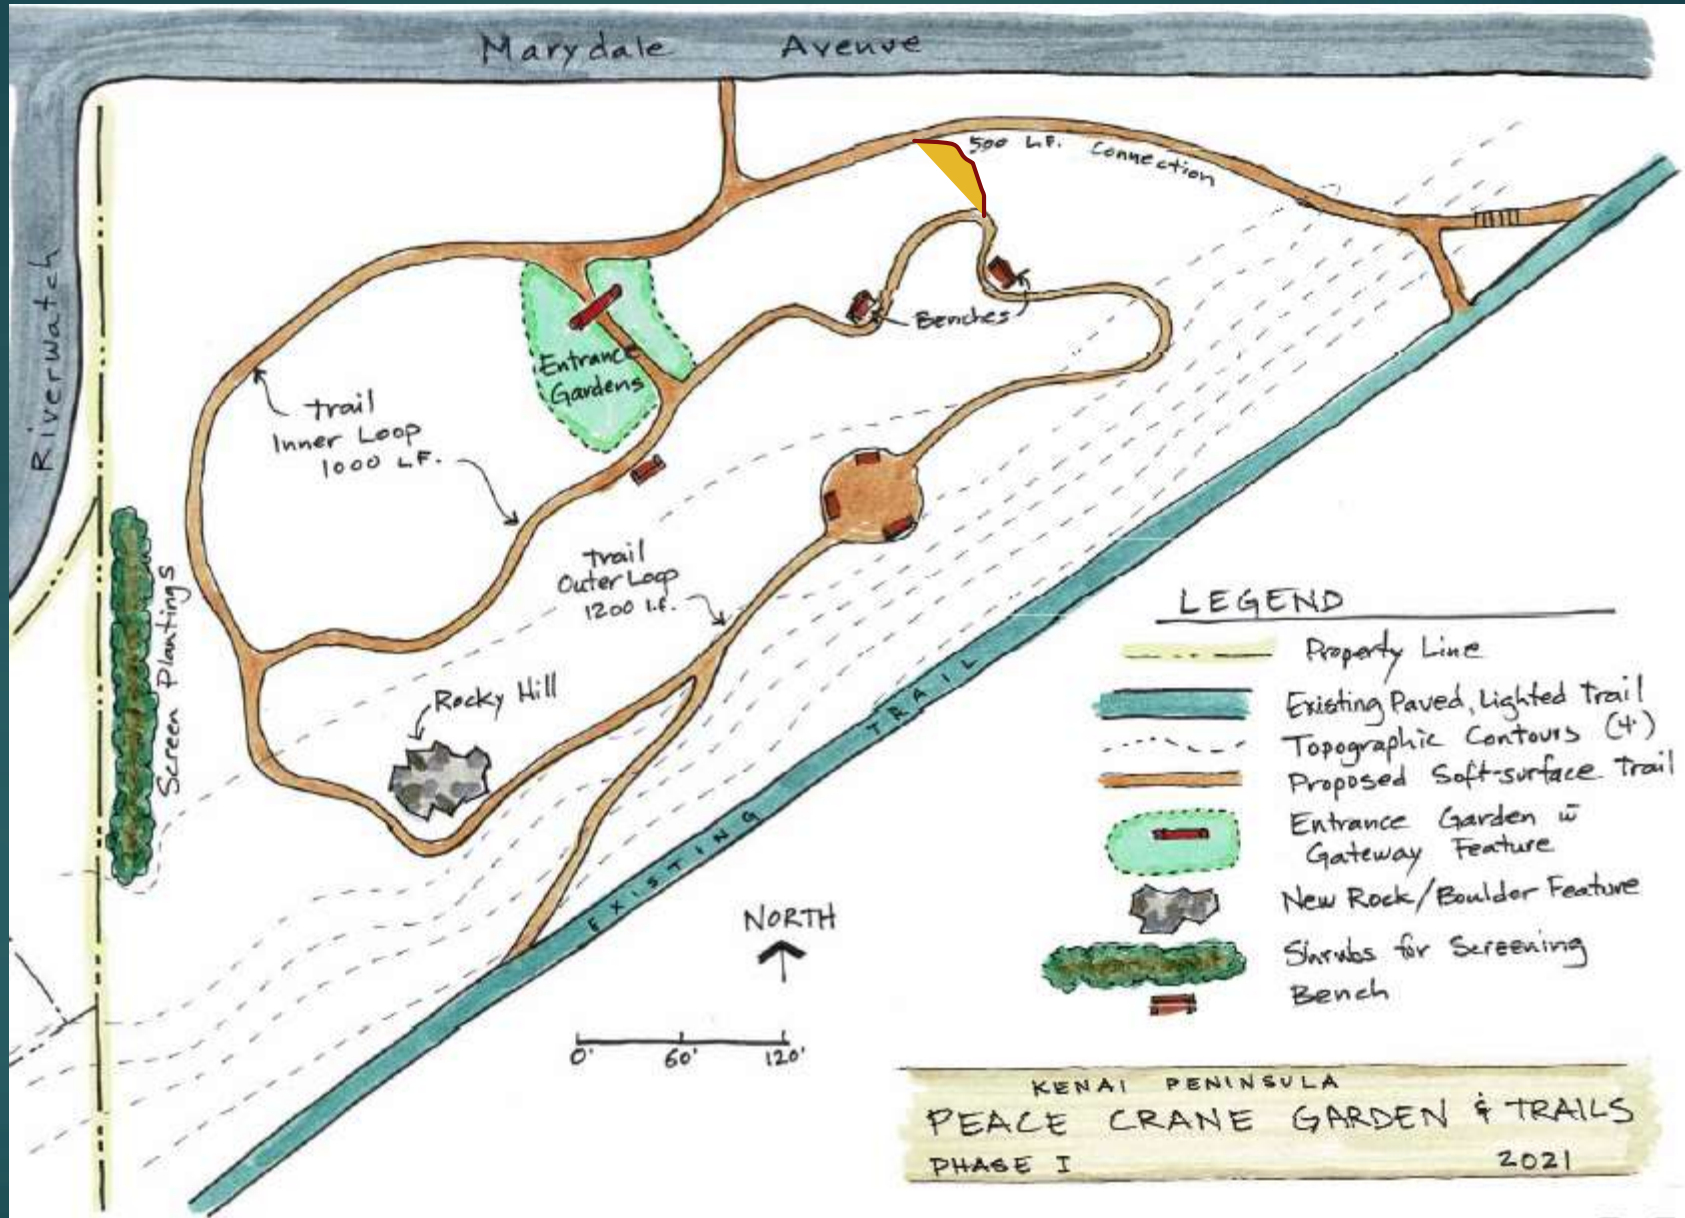 Marydale Avenue
Riverwatch
500 L.F. Connection
Benches
Entrance
Gardens
Trail
Inner Loop
1000 L.F.
Trail
Outer Loop
1200 l.f.
Screen Plantings
Rocky Hill
EXISTING TRAIL
NORTH
0' 60' 120'
LEGEND
Property Line
Existing Paved, Lighted Trail
Topographic Contours (4')
Proposed Soft-surface Trail
Entrance Garden w̄
Gateway Feature
New Rock/Boulder Feature
Shrubs for Screening
Bench
KENAI PENINSULA
PEACE CRANE GARDEN & TRAILS
PHASE I 2021